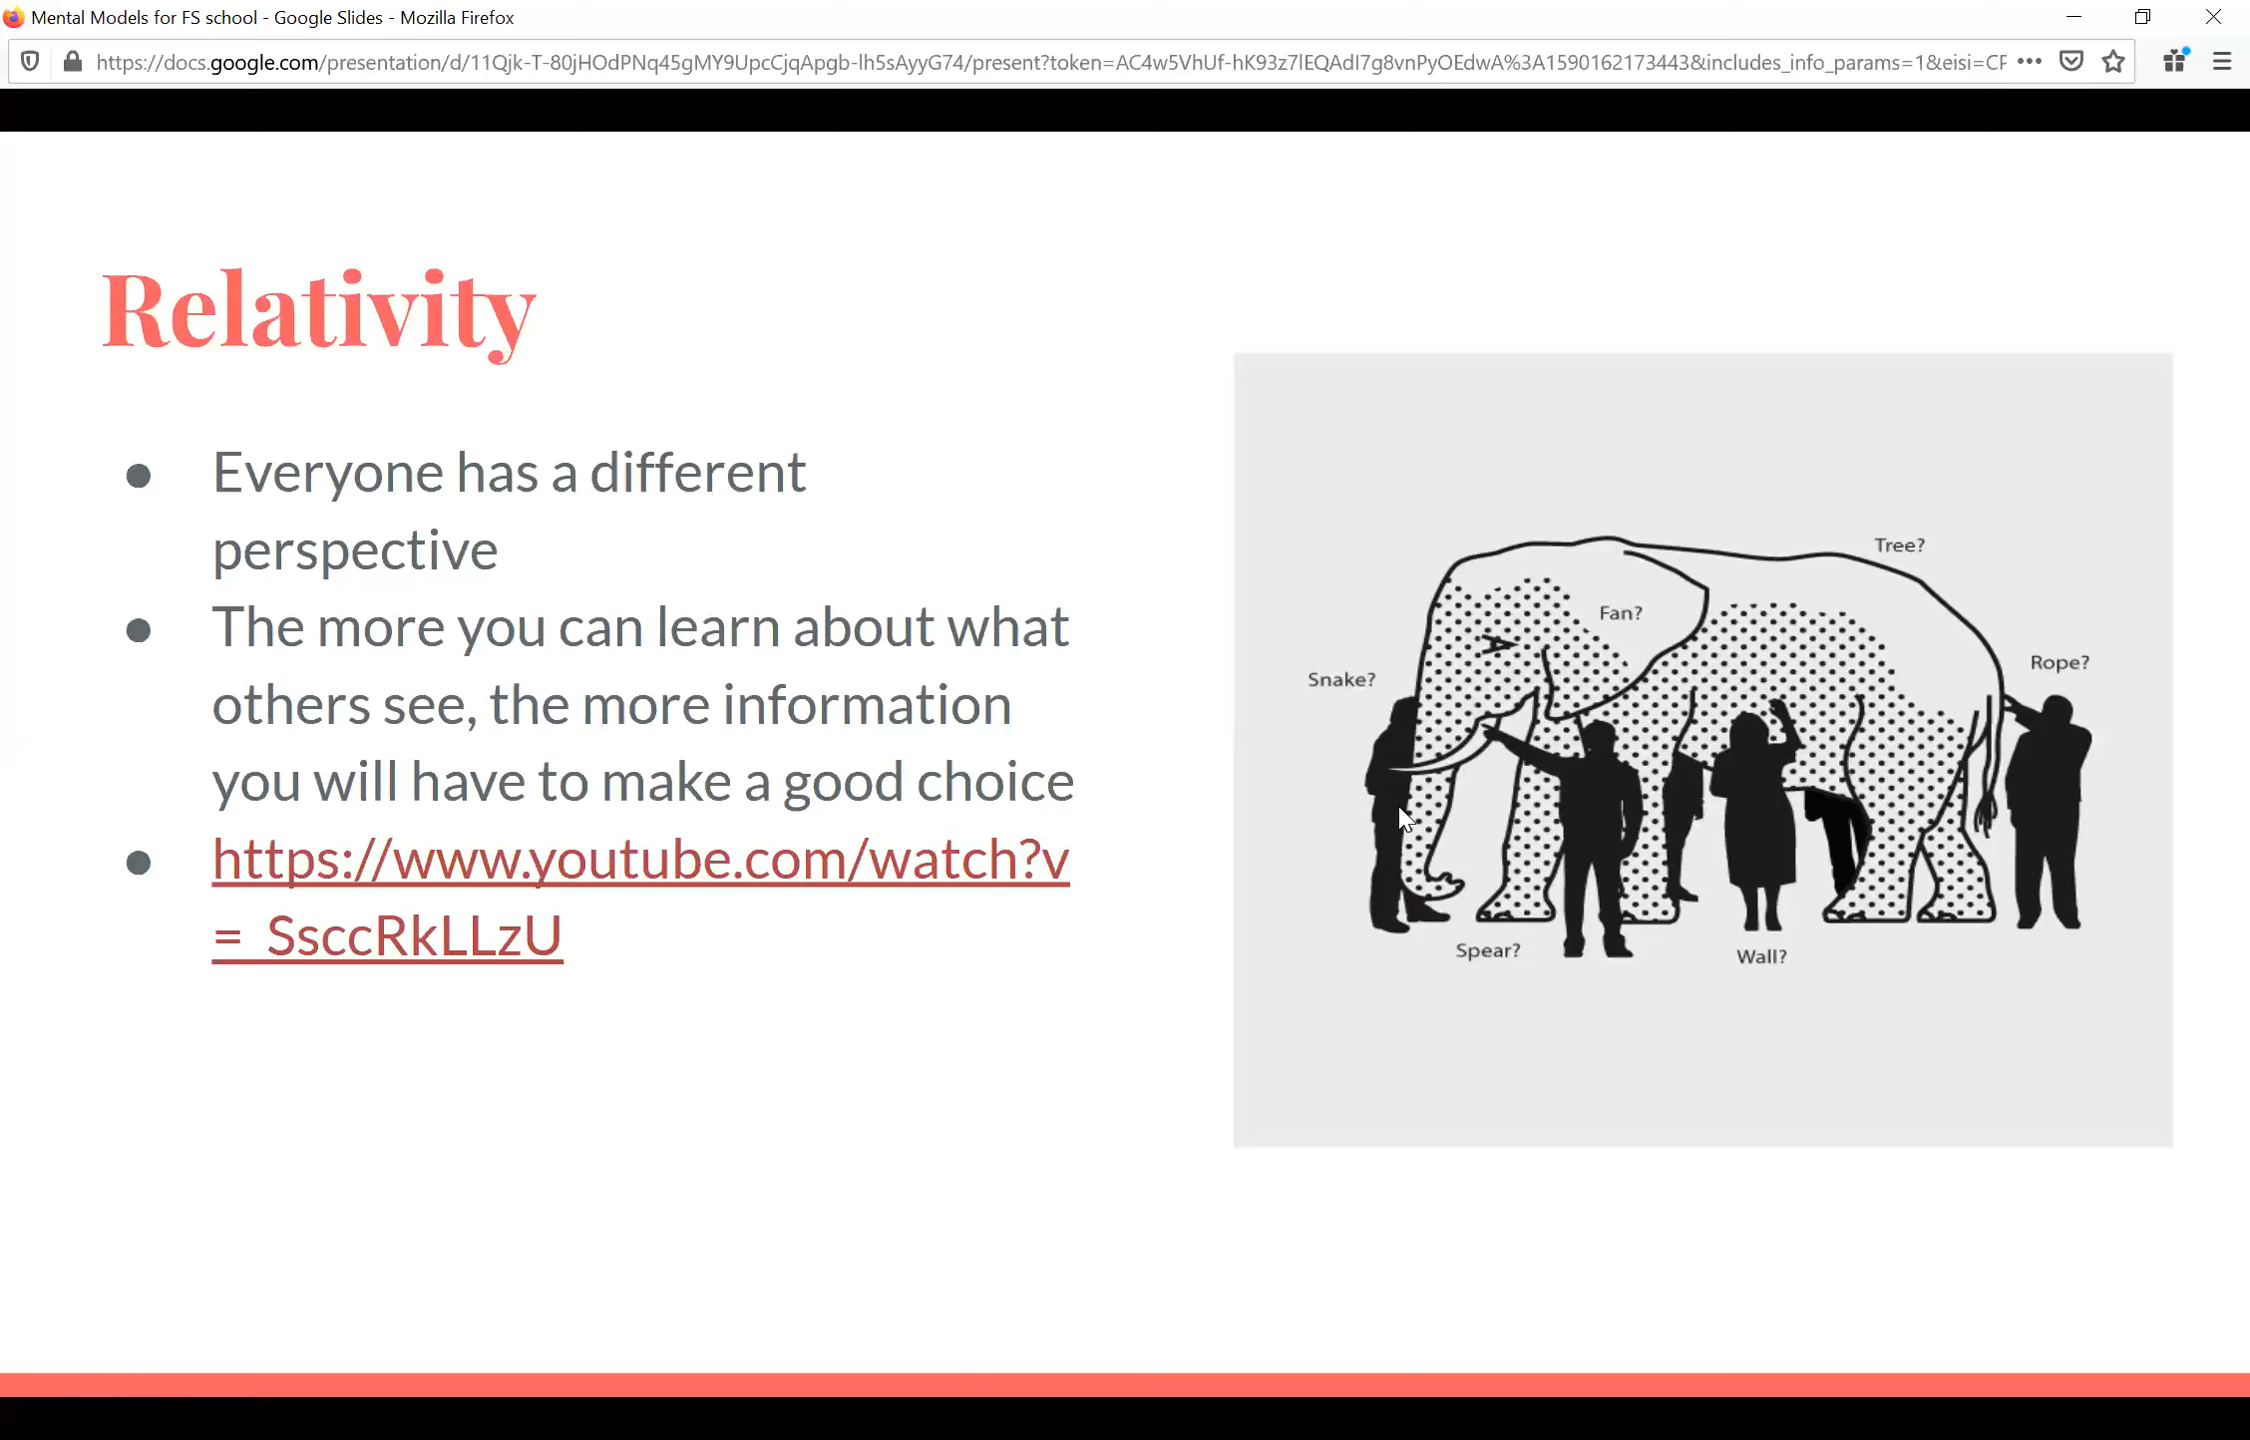 Mental Models for FS school - Google Slides - Mozilla Firefox
https://docs.google.com/presentation/d/11Qjk-T-80jHOdPNq45gMY9UpcCjqApgb-lh5sAyyG74/present?token=AC4w5VhUf-hK93z7lEQAdI7g8vnPyOEdwA%3A1590162173443&includes_info_params=1&eisi=CF
Relativity
● Everyone has a different
perspective
● The more you can learn about what
others see, the more information
you will have to make a good choice
● https://www.youtube.com/watch?v
=_SsccRkLLzU
Tree?
Fan?
Rope?
Snake?
Spear?
Wall?